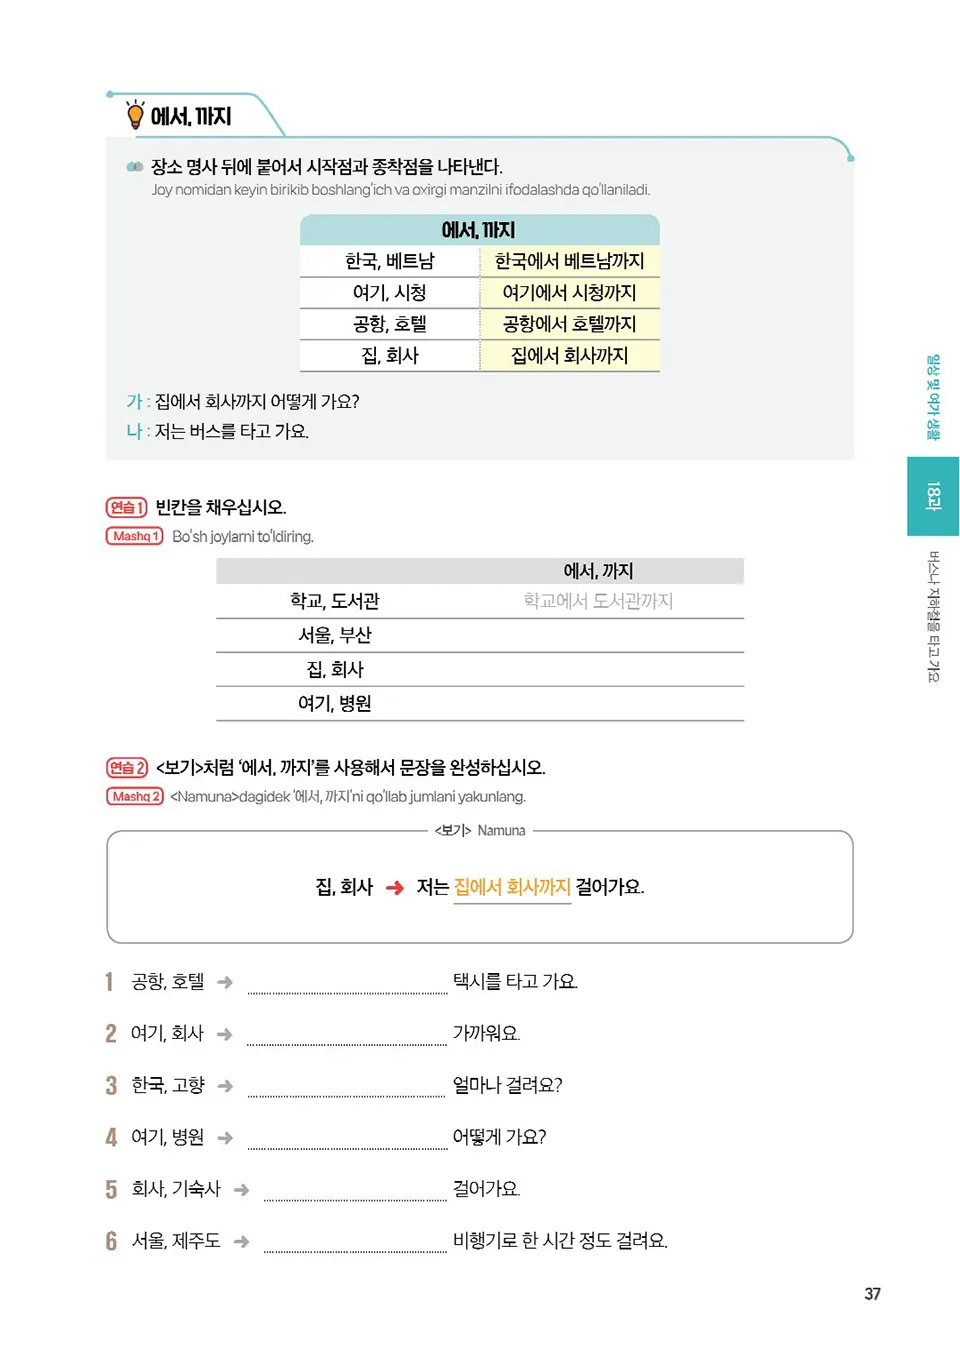 에서, 까지
장소 명사 뒤에 붙어서 시작점과 종착점을 나타낸다.
Joy nomidan keyin birikib boshlang'ich va oxirgi manzilni ifodalashda qo'llaniladi.
에서, 까지
한국, 베트남 한국에서 베트남까지
여기, 시청 여기에서 시청까지
공항, 호텔 공항에서 호텔까지
집, 회사 집에서 회사까지
가 : 집에서 회사까지 어떻게 가요?
나 : 저는 버스를 타고 가요.
연습 1 빈칸을 채우십시오.
Mashq 1 Bo'sh joylarni to'ldiring.
에서, 까지
학교, 도서관 학교에서 도서관까지
서울, 부산
집, 회사
여기, 병원
연습 2 <보기>처럼 '에서, 까지'를 사용해서 문장을 완성하십시오.
Mashq 2 <Namuna>dagidek '에서, 까지'ni qo'llab jumlani yakunlang.
<보기> Namuna
집, 회사 ➜ 저는 집에서 회사까지 걸어가요.
1 공항, 호텔 ➜ 택시를 타고 가요.
2 여기, 회사 ➜ 가까워요.
3 한국, 고향 ➜ 얼마나 걸려요?
4 여기, 병원 ➜ 어떻게 가요?
5 회사, 기숙사 ➜ 걸어가요.
6 서울, 제주도 ➜ 비행기로 한 시간 정도 걸려요.
일상 및 여가 생활
18과
버스나 지하철을 타고 가요
37